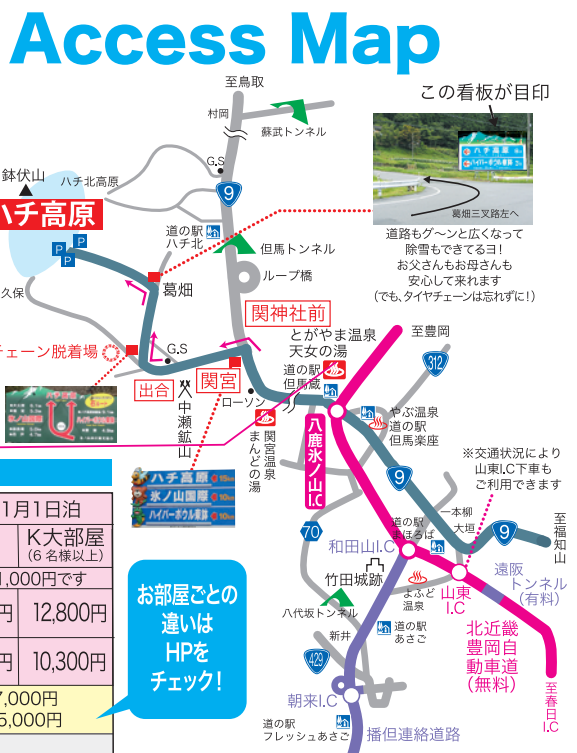 Access Map
至鳥取
村岡
蘇武トンネル
この看板が目印
G.S
鉢伏山
ハチ北高原
9
ハチ高原
ハチ高原
ハイパーボウル東鉢
葛畑三叉路左へ
道の駅
ハチ北
但馬トンネル
道路もグ〜ンと広くなって
除雪もできてるヨ!
お父さんもお母さんも
安心して来れます
(でも、タイヤチェーンは忘れずに!)
P
P
P
ループ橋
久保
葛畑
関神社前
とがやま温泉
天女の湯
至豊岡
チェーン脱着場
G.S
312
出合
関宮
道の駅
但馬蔵
中瀬鉱山
ローソン
関宮温泉
まんどの湯
やぶ温泉
道の駅
但馬楽座
八鹿氷ノ山I.C
※交通状況により
山東I.C下車も
ご利用できます
ハチ高原
氷ノ山国際
ハイパーボウル東鉢
9
一本柳
大垣
9
至福知山
70
道の駅
まほろば
和田山I.C
竹田城跡
よふど
温泉
山東
I.C
遠阪
トンネル
(有料)
八代坂トンネル
新井
道の駅
あさご
北近畿
豊岡自
動車道
(無料)
429
至春日I.C
朝来I.C
道の駅
フレッシュあさご
播但連絡道路
1月1日泊
K大部屋
(6名様以上)
1,000円です
円
12,800円
円
10,300円
7,000円
5,000円
お部屋ごとの
違いは
HPを
チェック!